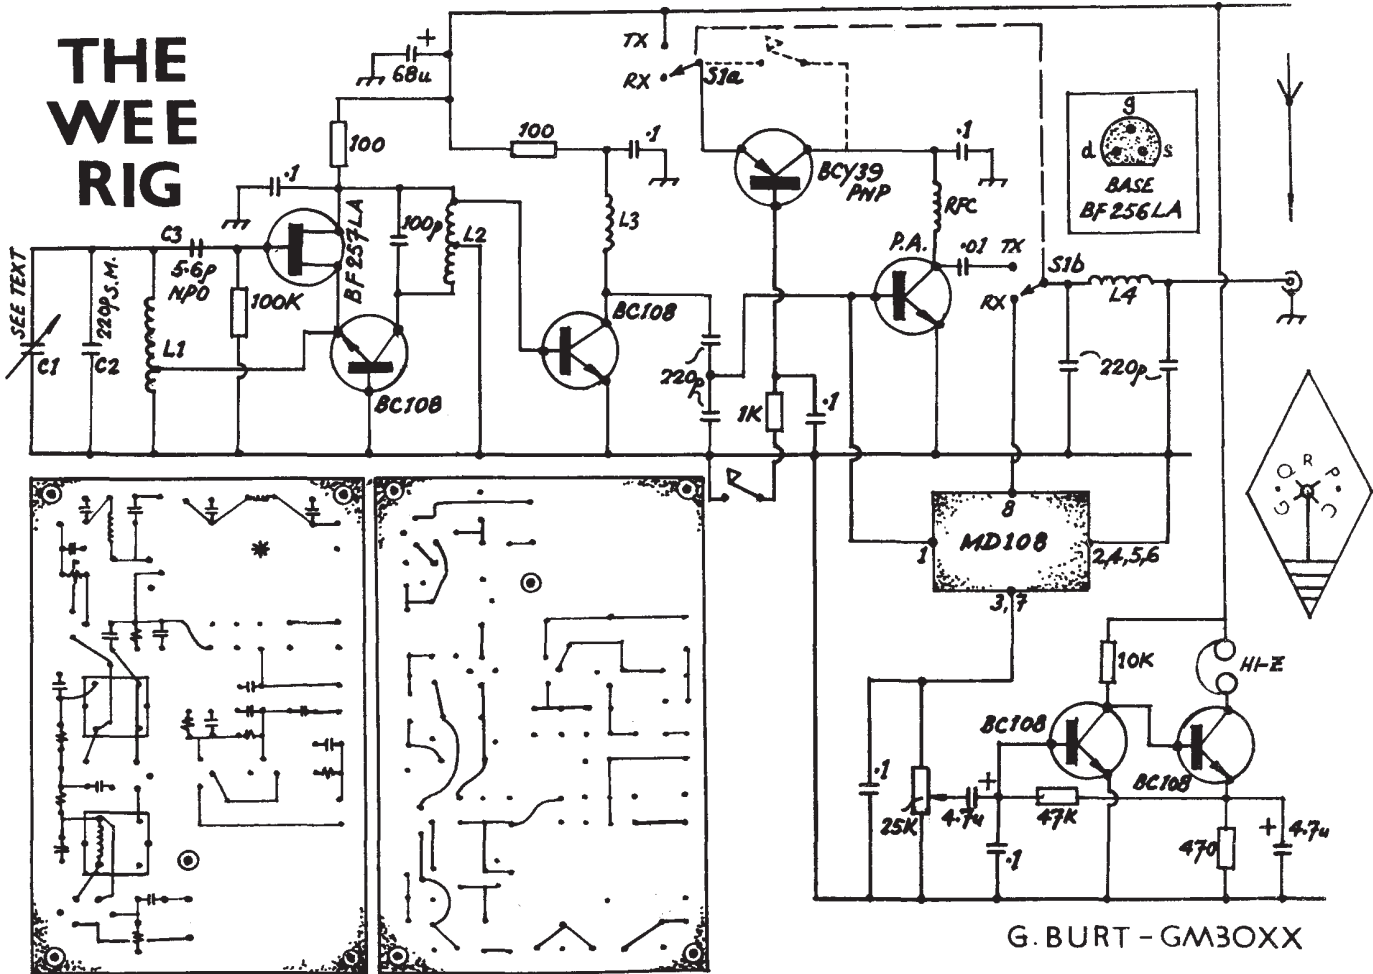 THE
WEE
RIG
+
68u
TX
RX
S1a
100
100
.1
.1
BCY39
PNP
.1
g
d
s
BASE
BF256LA
SEE TEXT
C1
C2
220p S.M.
C3
5.6p
NPO
L1
100K
BF257LA
100p
L2
BC108
L3
BC108
220p
1K
.1
RFC
P.A.
.01
TX
RX
S1b
L4
220p
8
MD108
1
2,4,5,6
3,7
G Q R P C
10K
HI-Z
BC108
BC108
.1
25K
4.7u
+
47K
.1
470
+
4.7u
G.BURT - GM3OXX